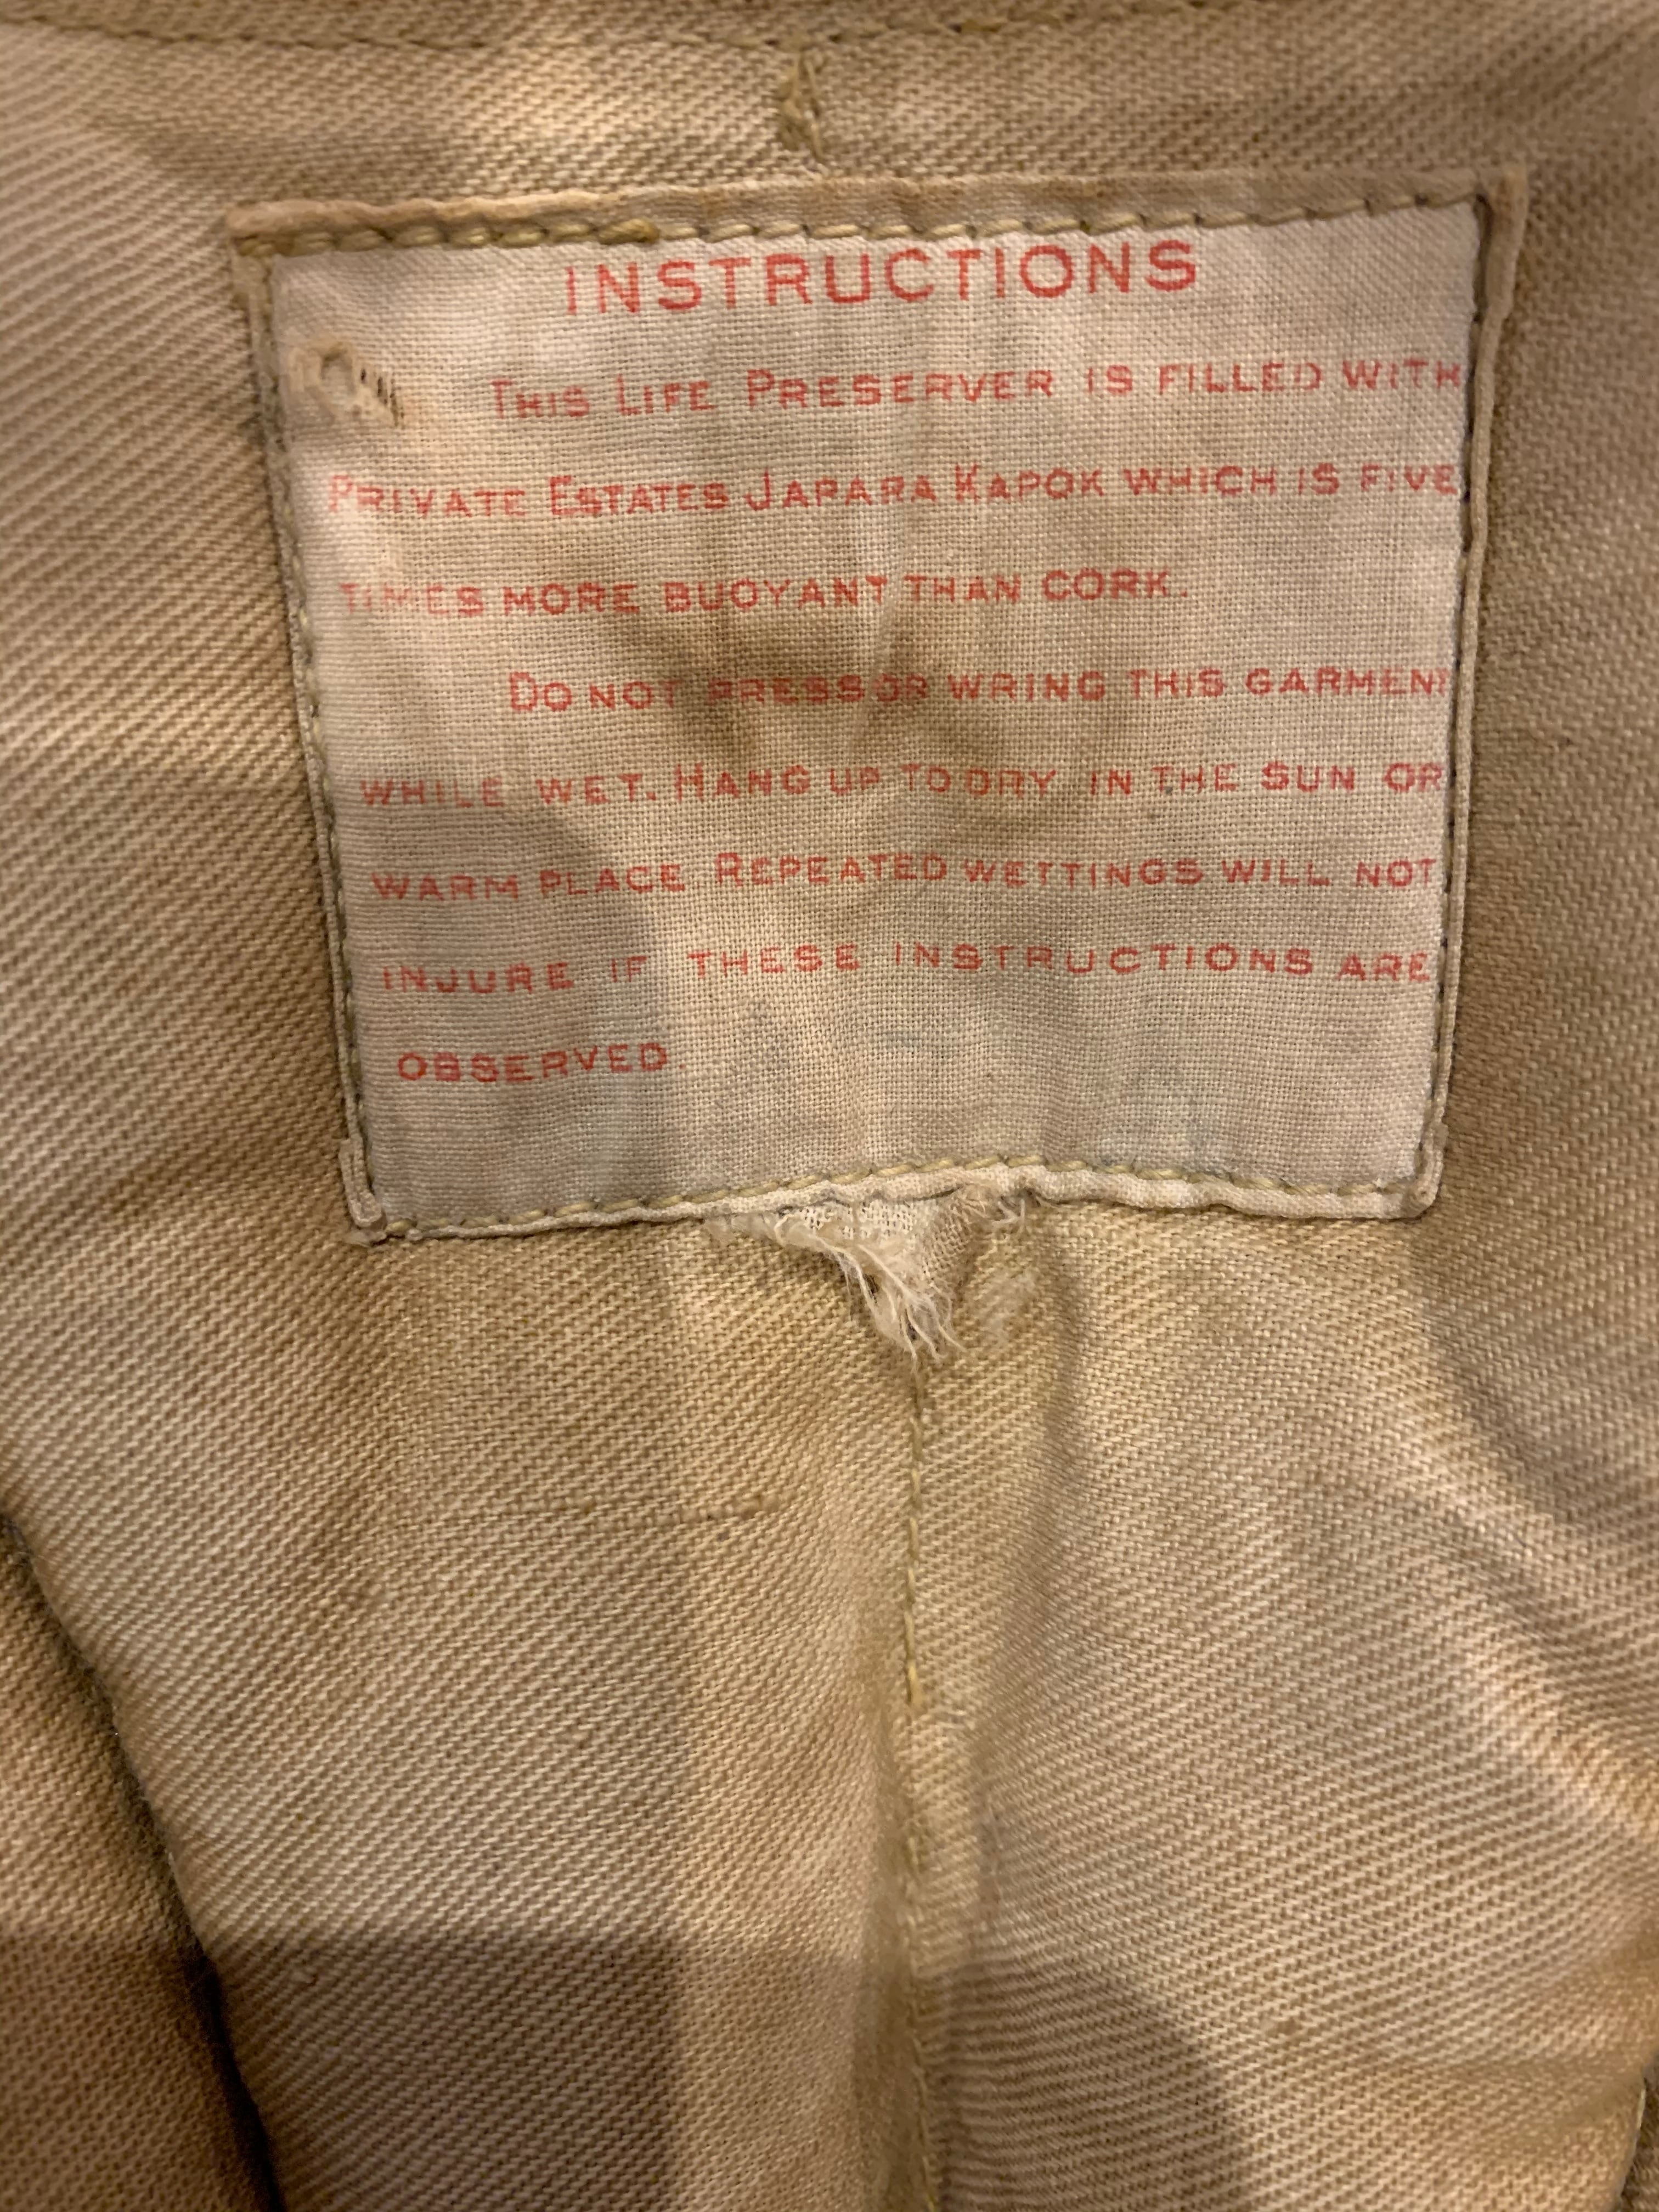 INSTRUCTIONS
THIS LIFE PRESERVER IS FILLED WITH
PRIVATE ESTATES JAPARA KAPOK WHICH IS FIVE
TIMES MORE BUOYANT THAN CORK.
DO NOT PRESS OR WRING THIS GARMENT
WHILE WET. HANG UP TO DRY IN THE SUN OR
WARM PLACE. REPEATED WETTINGS WILL NOT
INJURE IF THESE INSTRUCTIONS ARE
OBSERVED.